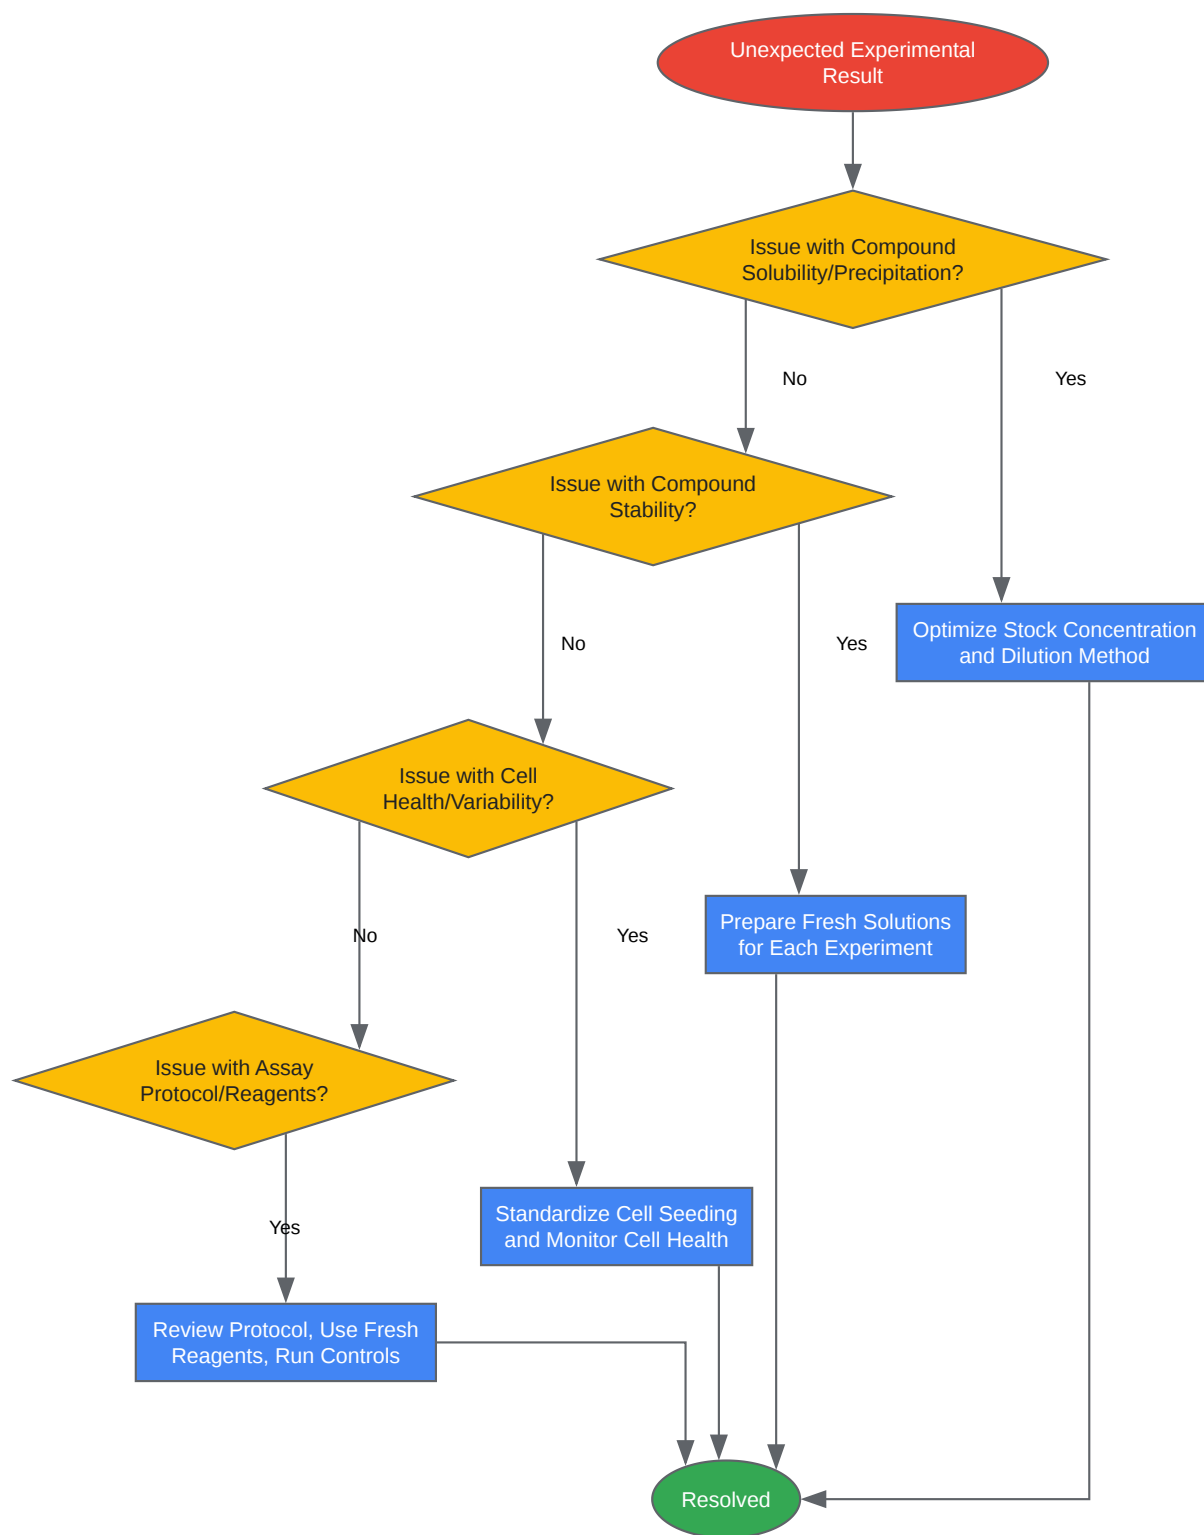 Unexpected Experimental
Result
Issue with Compound
Solubility/Precipitation?
No
Yes
Issue with Compound
Stability?
No
Yes
Optimize Stock Concentration
and Dilution Method
Issue with Cell
Health/Variability?
No
Yes
Prepare Fresh Solutions
for Each Experiment
Issue with Assay
Protocol/Reagents?
Yes
Standardize Cell Seeding
and Monitor Cell Health
Review Protocol, Use Fresh
Reagents, Run Controls
Resolved